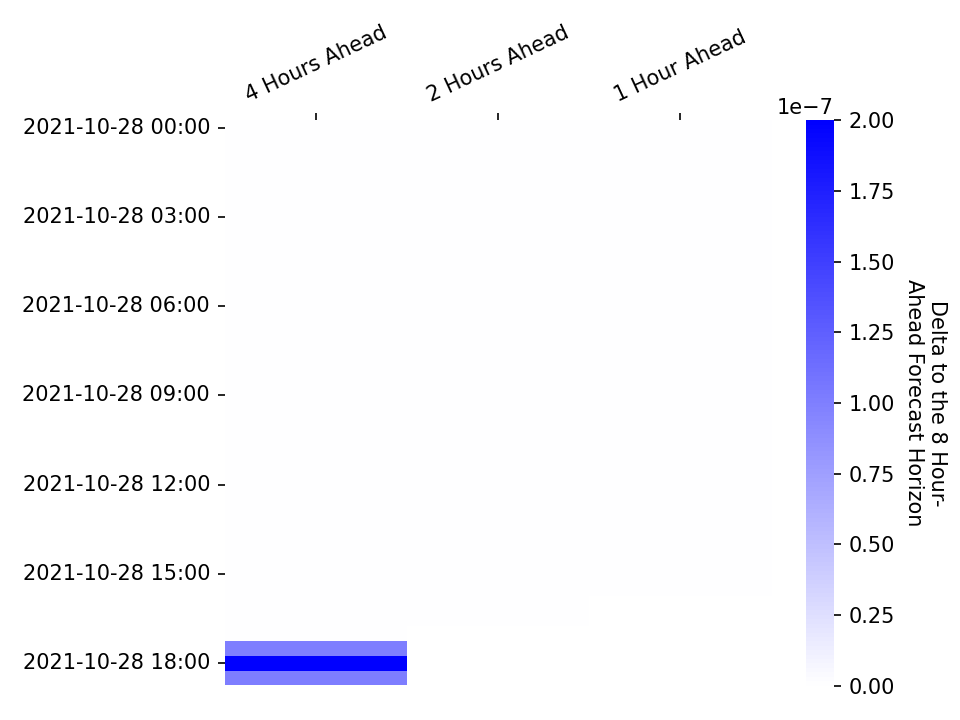 4 Hours Ahead
2 Hours Ahead
1 Hour Ahead
1e−7
2021-10-28 00:00
2021-10-28 03:00
2021-10-28 06:00
2021-10-28 09:00
2021-10-28 12:00
2021-10-28 15:00
2021-10-28 18:00
2.00
1.75
1.50
1.25
1.00
0.75
0.50
0.25
0.00
Delta to the 8 Hour-
Ahead Forecast Horizon